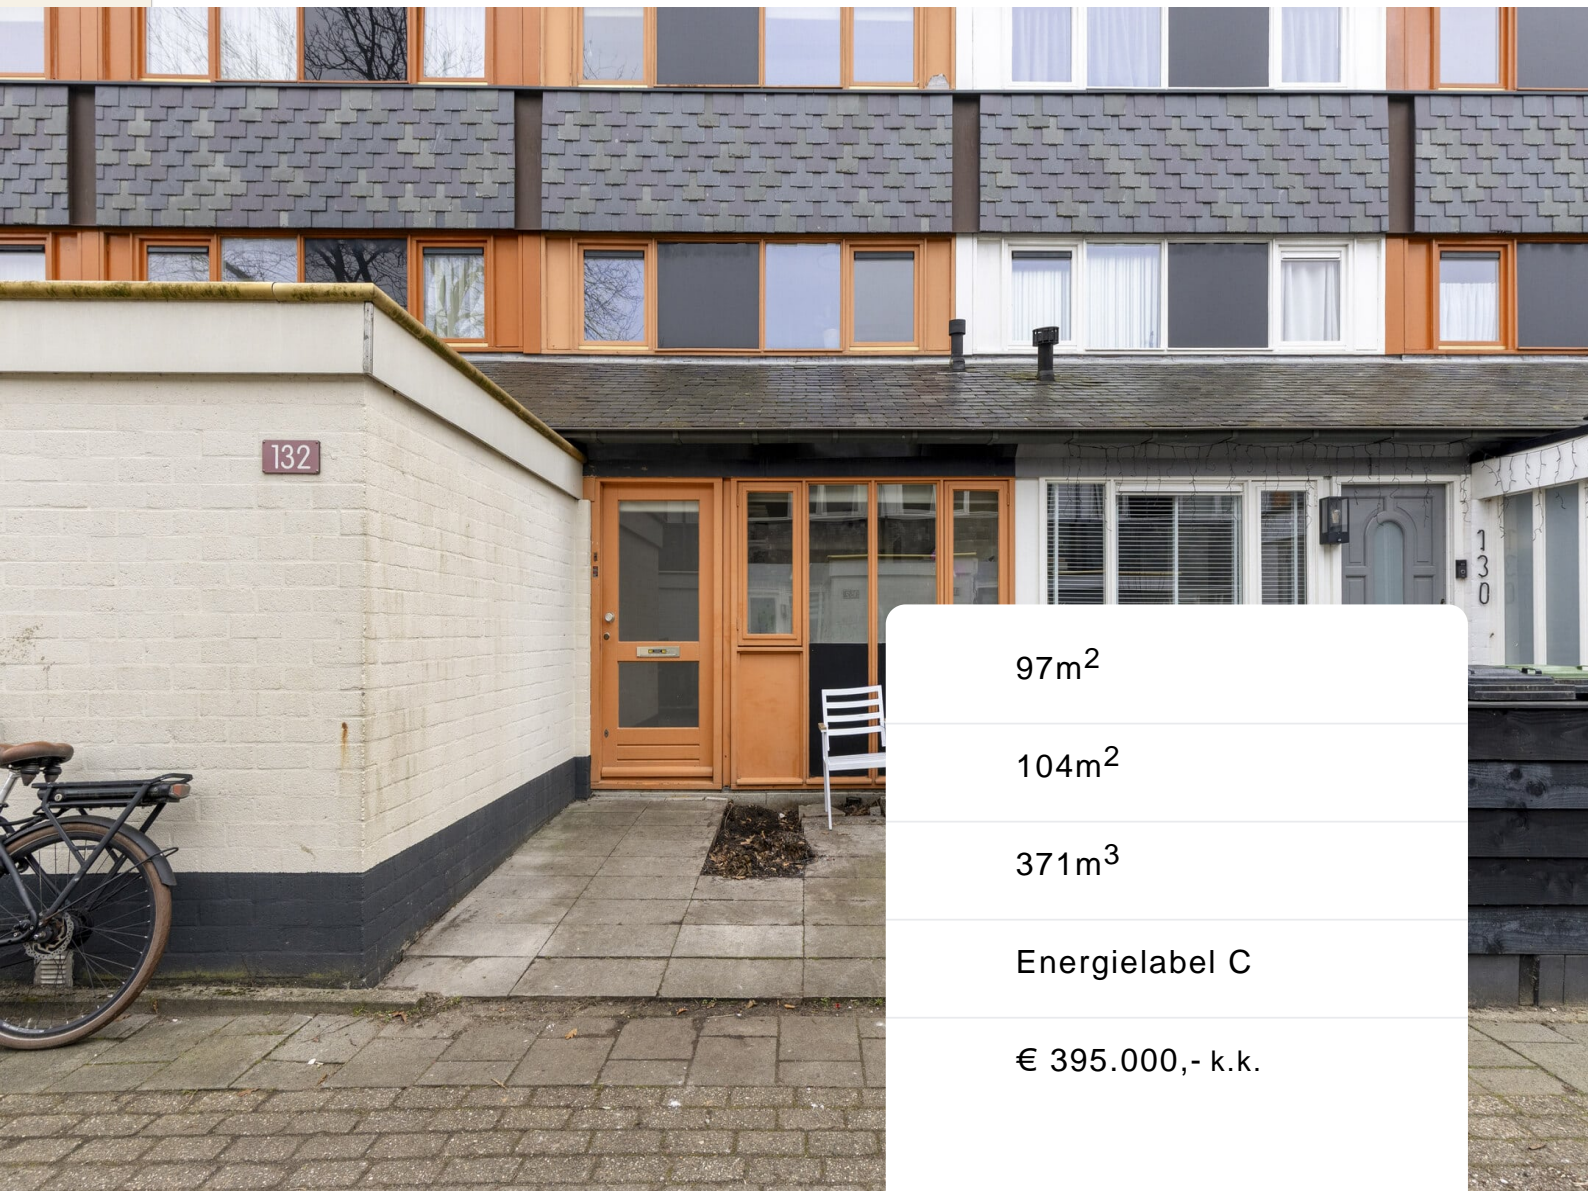 132
130
97m²
104m²
371m³
Energielabel C
€ 395.000,- k.k.